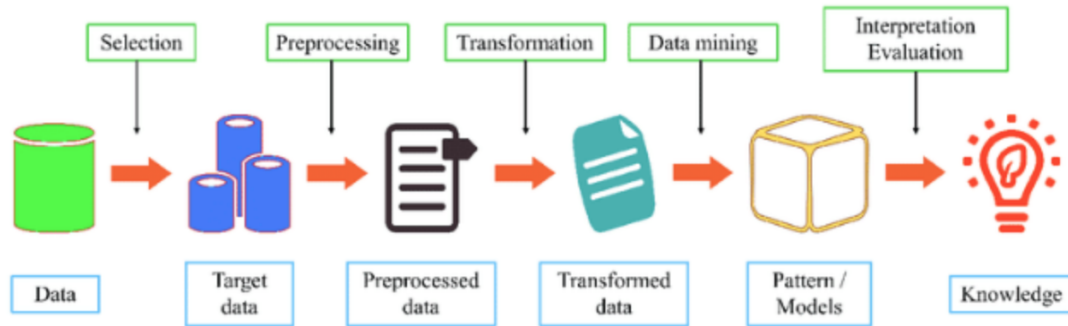 Selection
Preprocessing
Transformation
Data mining
Interpretation
Evaluation
Data
Target
data
Preprocessed
data
Transformed
data
Pattern /
Models
Knowledge